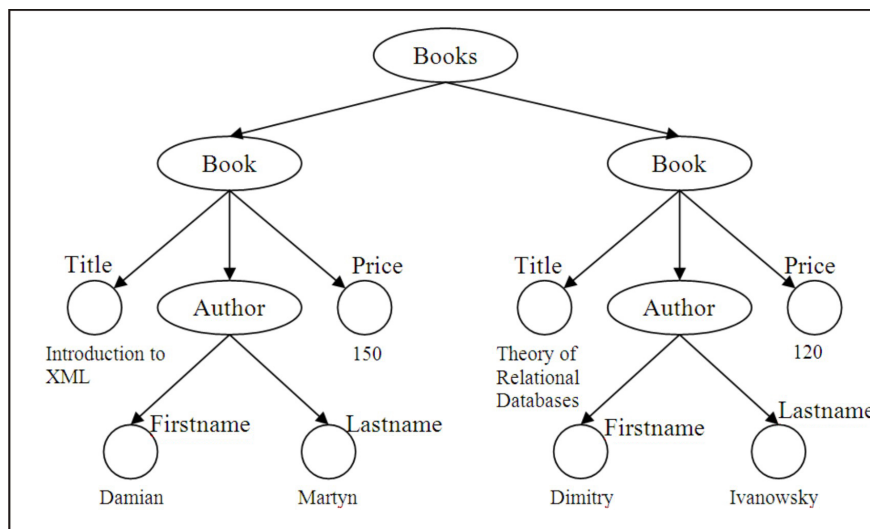 Books
Book
Book
Title
Price
Title
Price
Author
Author
Introduction to
XML
150
Theory of
Relational
Databases
120
Firstname
Lastname
Firstname
Lastname
Damian
Martyn
Dimitry
Ivanowsky